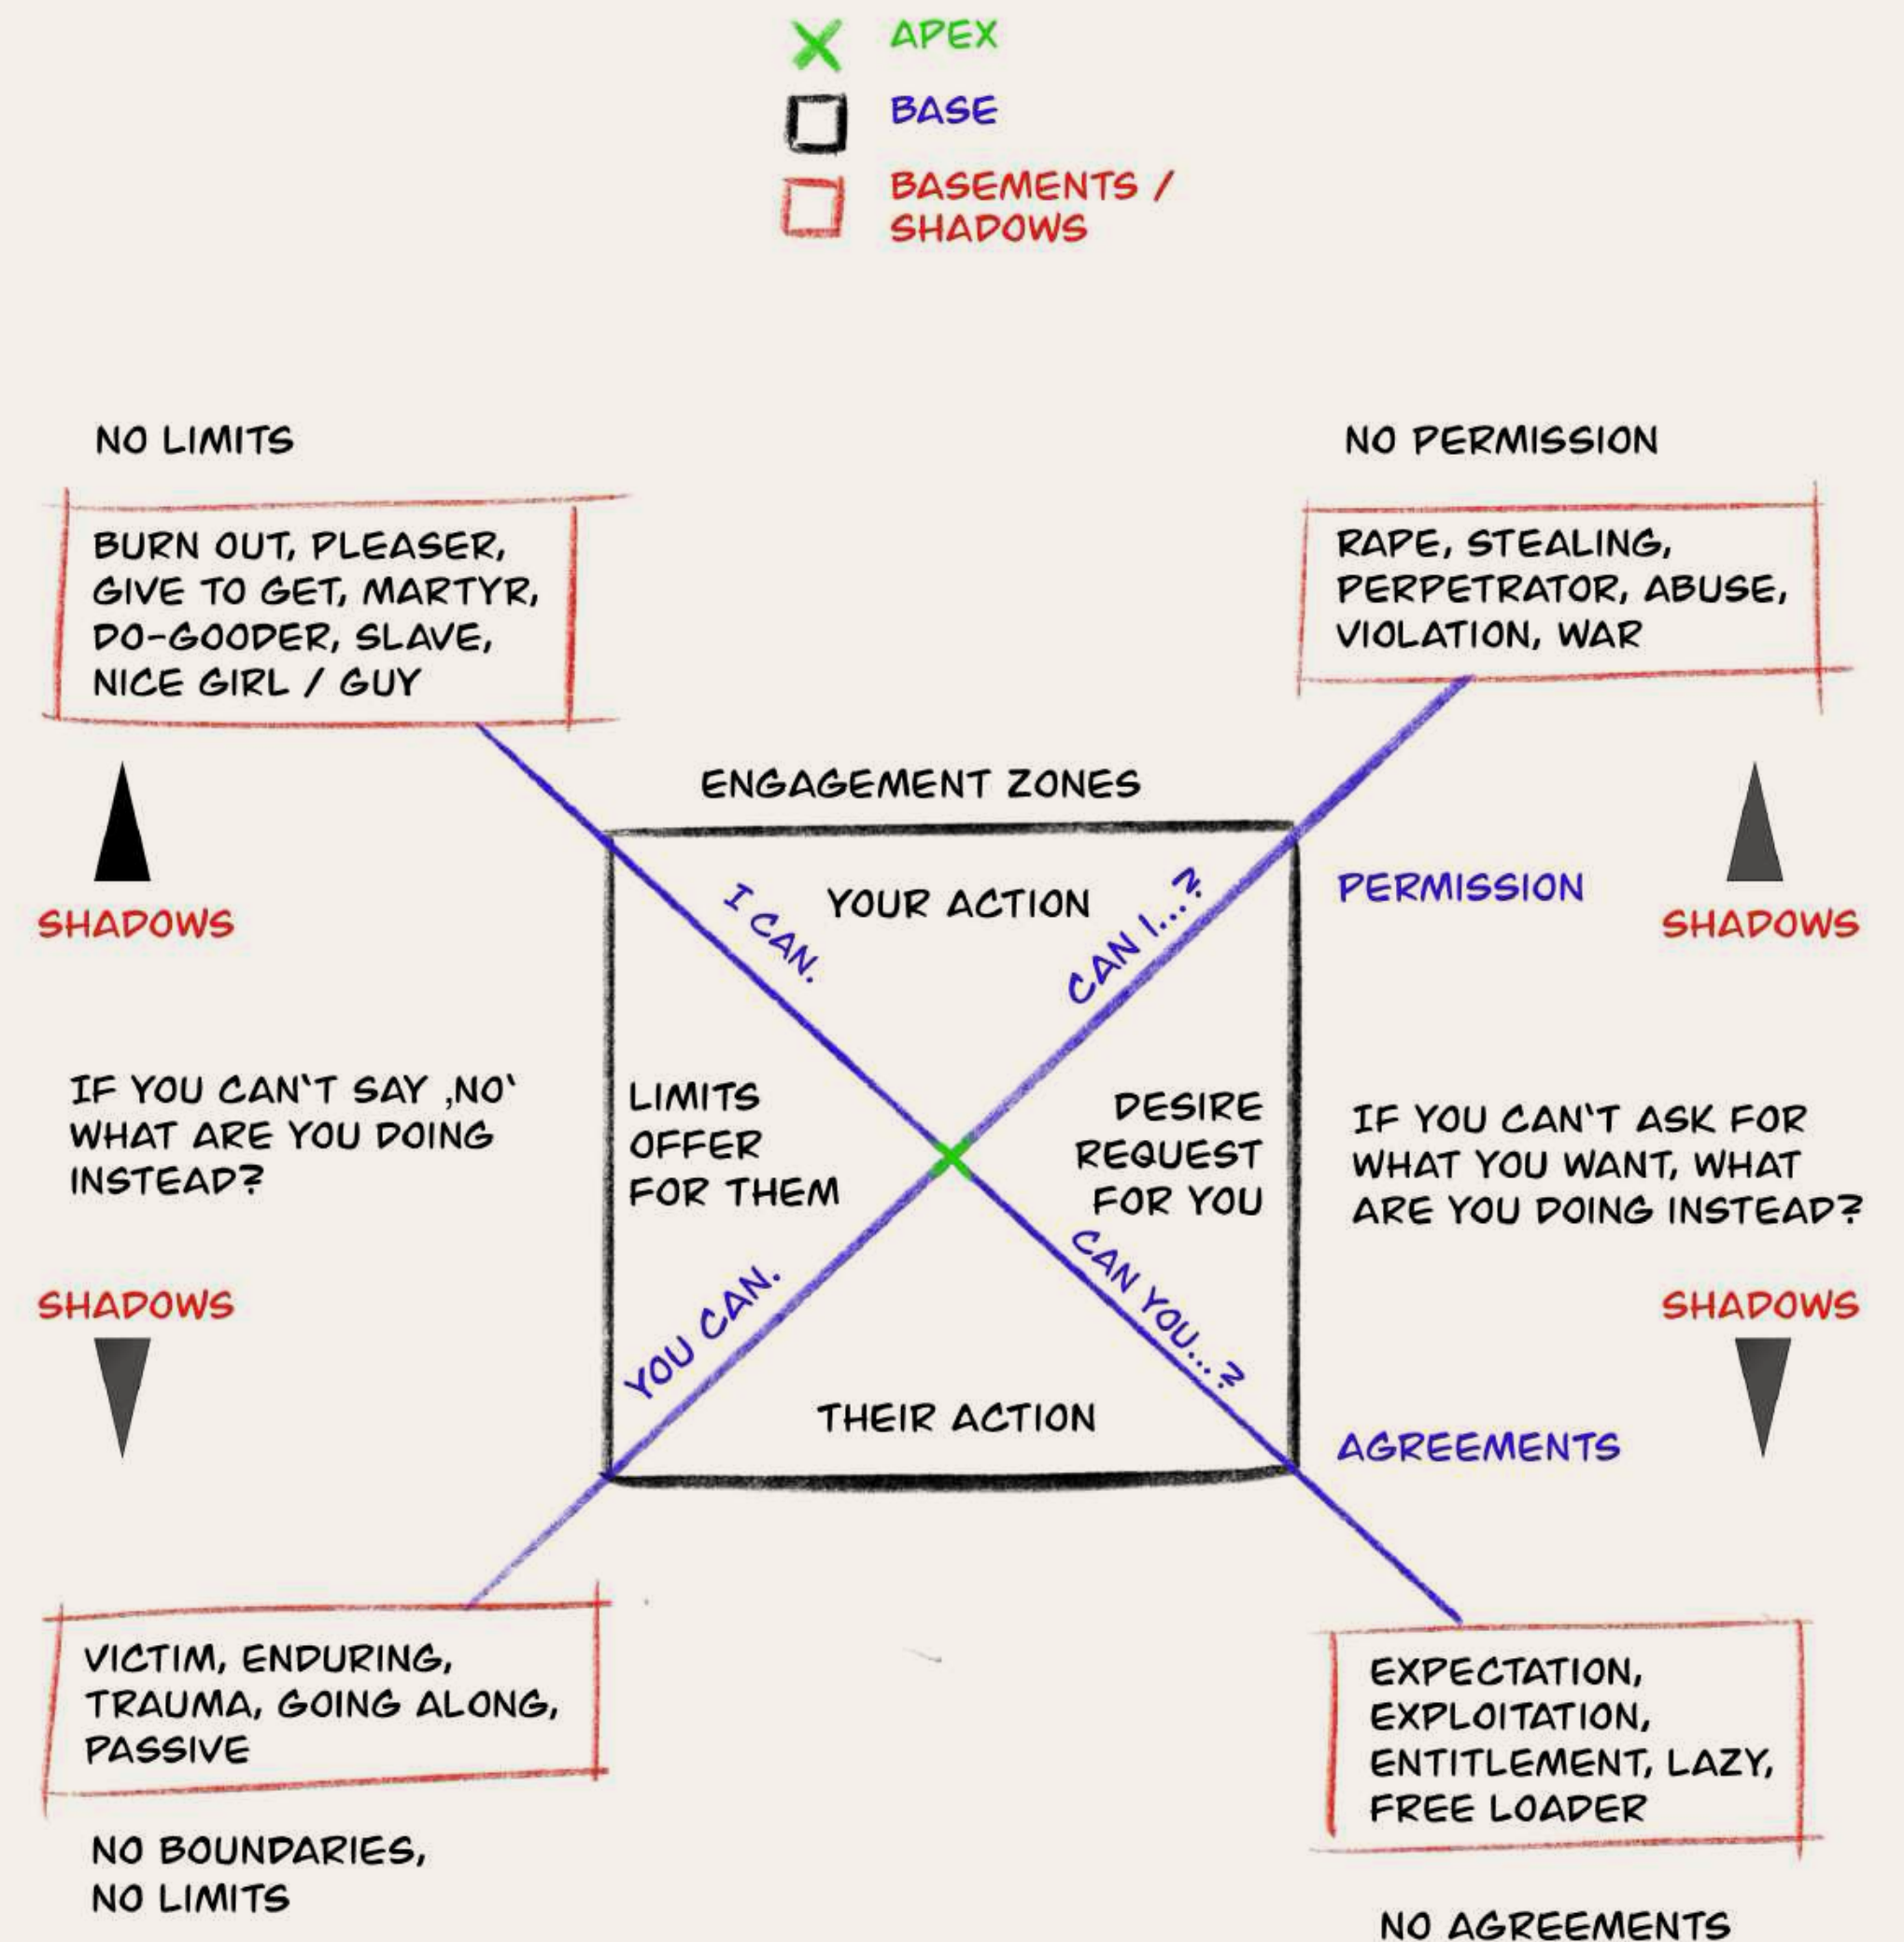 APEX
BASE
BASEMENTS /
SHADOWS
NO LIMITS
BURN OUT, PLEASER,
GIVE TO GET, MARTYR,
DO-GOODER, SLAVE,
NICE GIRL / GUY
NO PERMISSION
RAPE, STEALING,
PERPETRATOR, ABUSE,
VIOLATION, WAR
SHADOWS
ENGAGEMENT ZONES
YOUR ACTION
I CAN.
CAN I...?
PERMISSION
SHADOWS
IF YOU CAN'T SAY ‚NO'
WHAT ARE YOU DOING
INSTEAD?
LIMITS
OFFER
FOR THEM
DESIRE
REQUEST
FOR YOU
IF YOU CAN'T ASK FOR
WHAT YOU WANT, WHAT
ARE YOU DOING INSTEAD?
SHADOWS
YOU CAN.
CAN YOU...?
THEIR ACTION
SHADOWS
AGREEMENTS
VICTIM, ENDURING,
TRAUMA, GOING ALONG,
PASSIVE
NO BOUNDARIES,
NO LIMITS
EXPECTATION,
EXPLOITATION,
ENTITLEMENT, LAZY,
FREE LOADER
NO AGREEMENTS